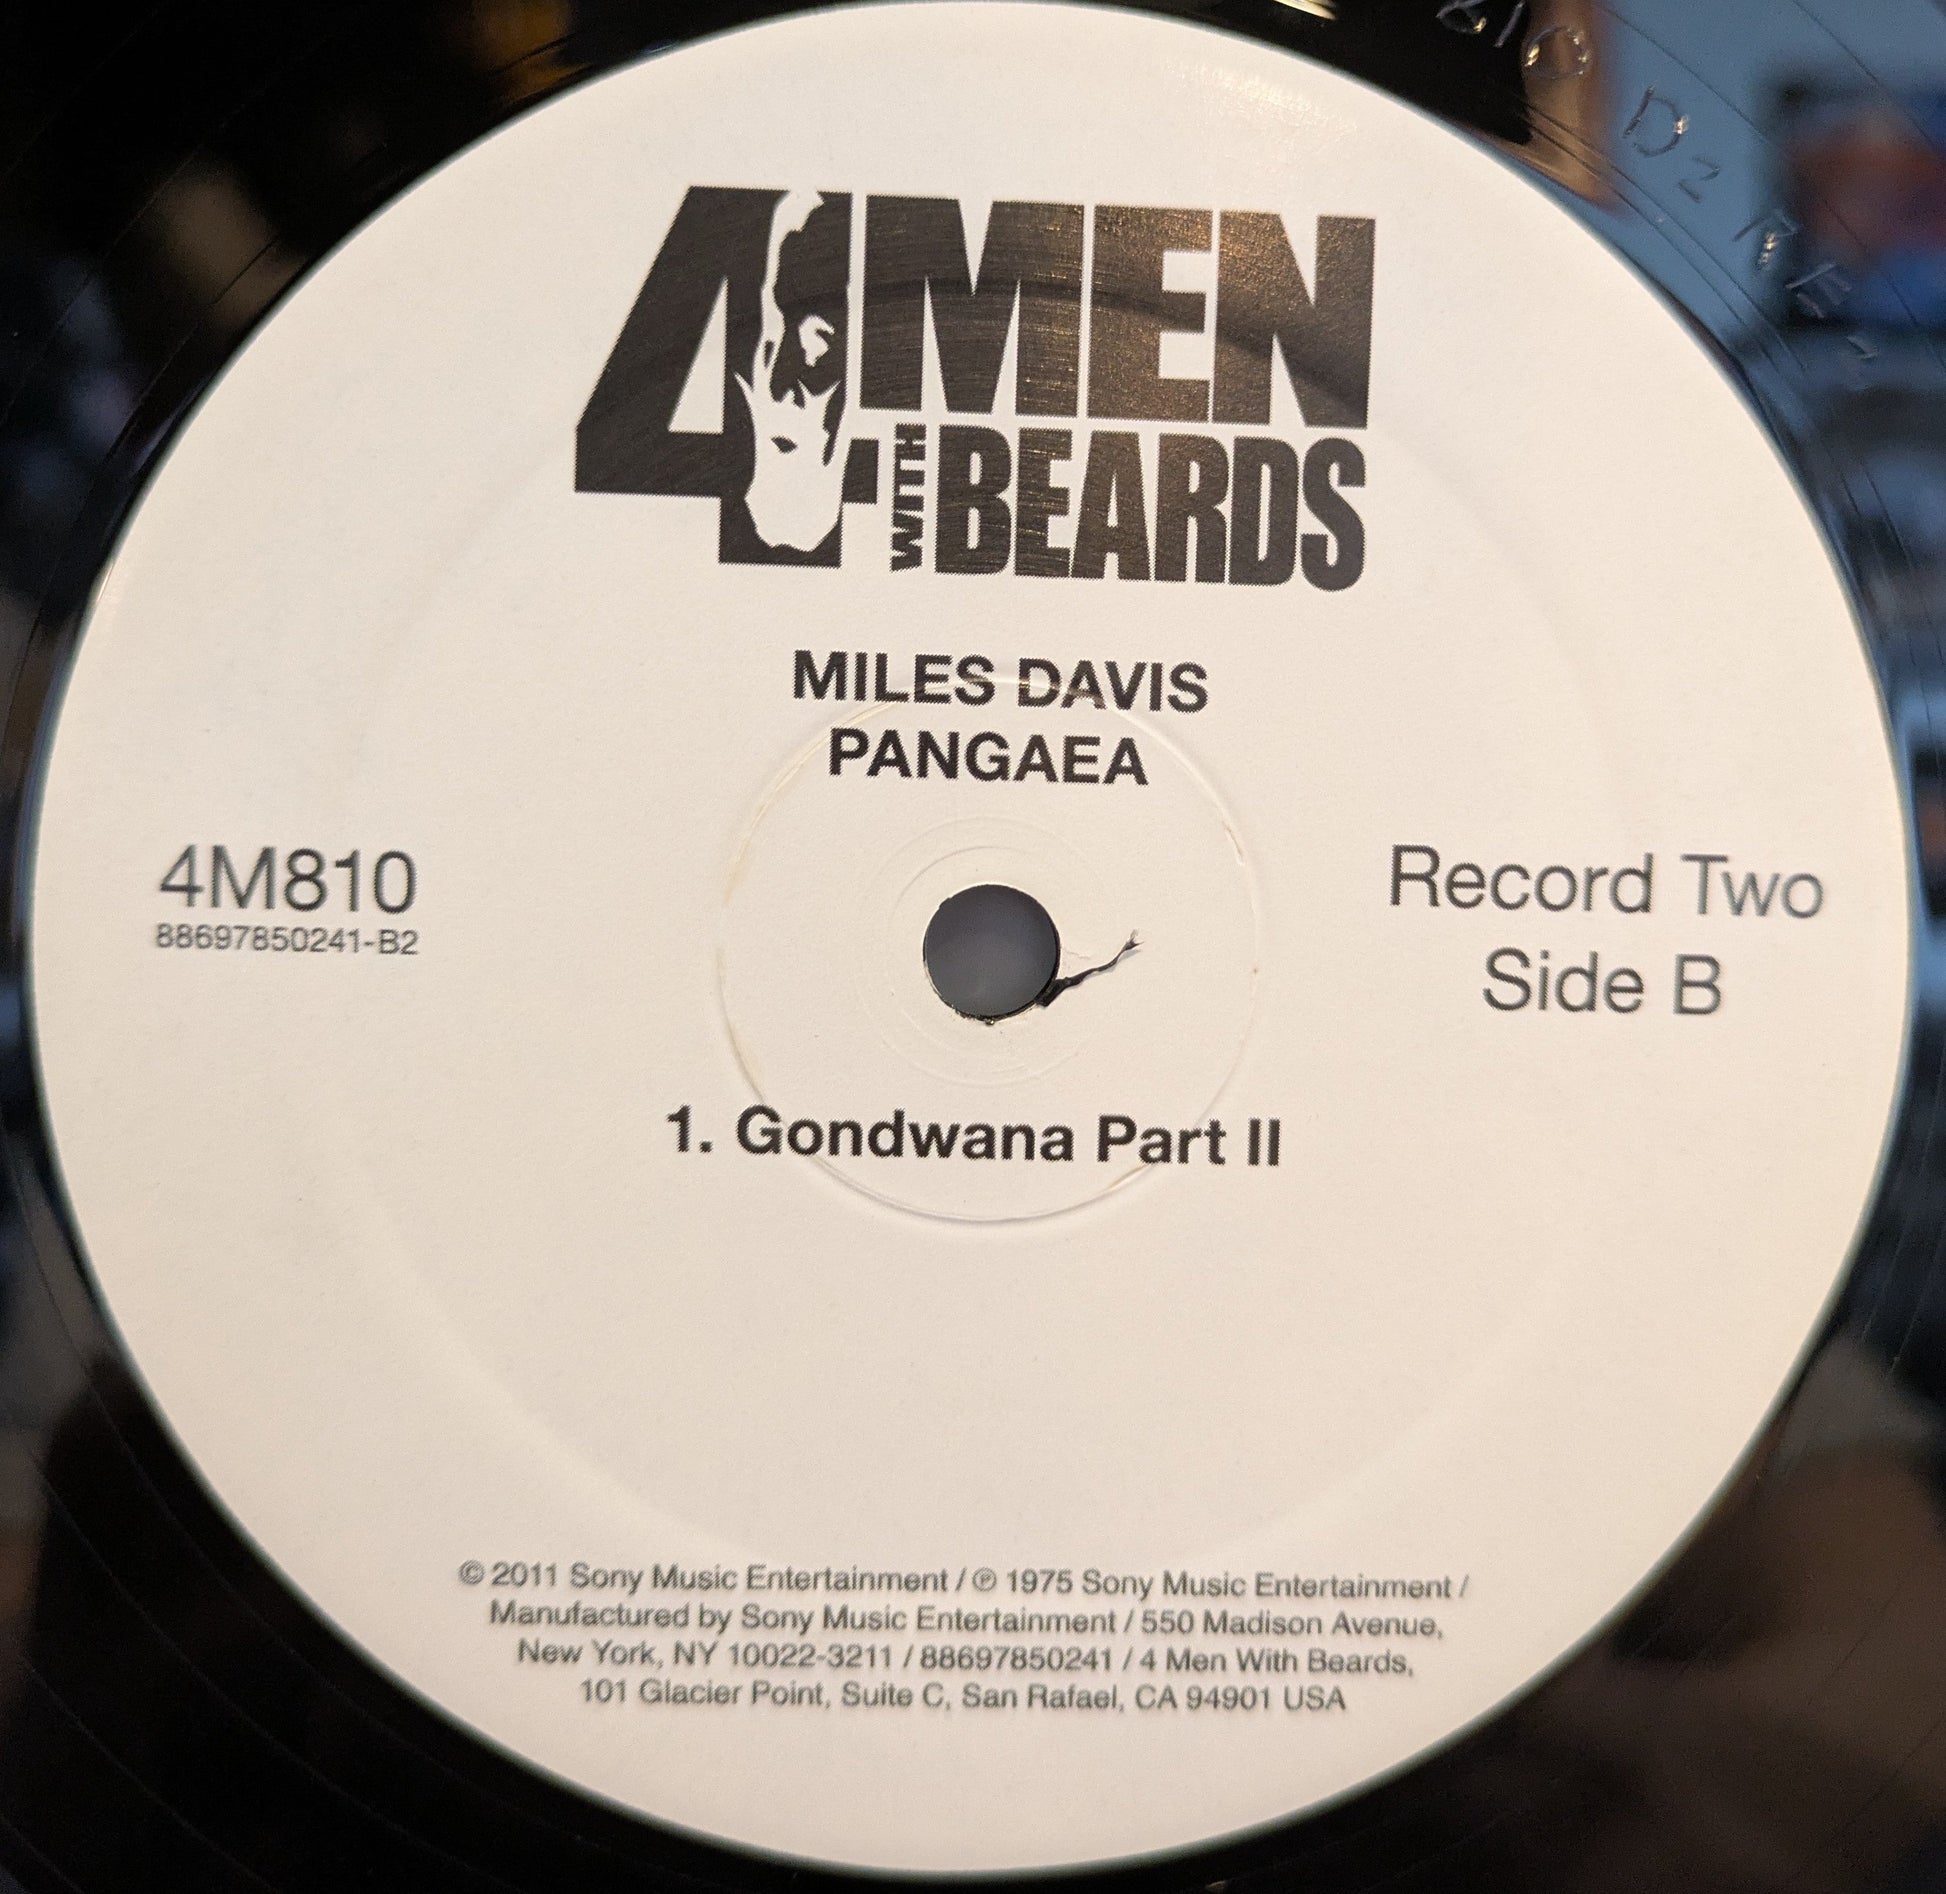 4 MEN
WITH BEARDS
MILES DAVIS
PANGAEA
4M810
88697850241-B2
Record Two
Side B
1. Gondwana Part II
© 2011 Sony Music Entertainment / ℗ 1975 Sony Music Entertainment /
Manufactured by Sony Music Entertainment / 550 Madison Avenue,
New York, NY 10022-3211 / 88697850241 / 4 Men With Beards,
101 Glacier Point, Suite C, San Rafael, CA 94901 USA